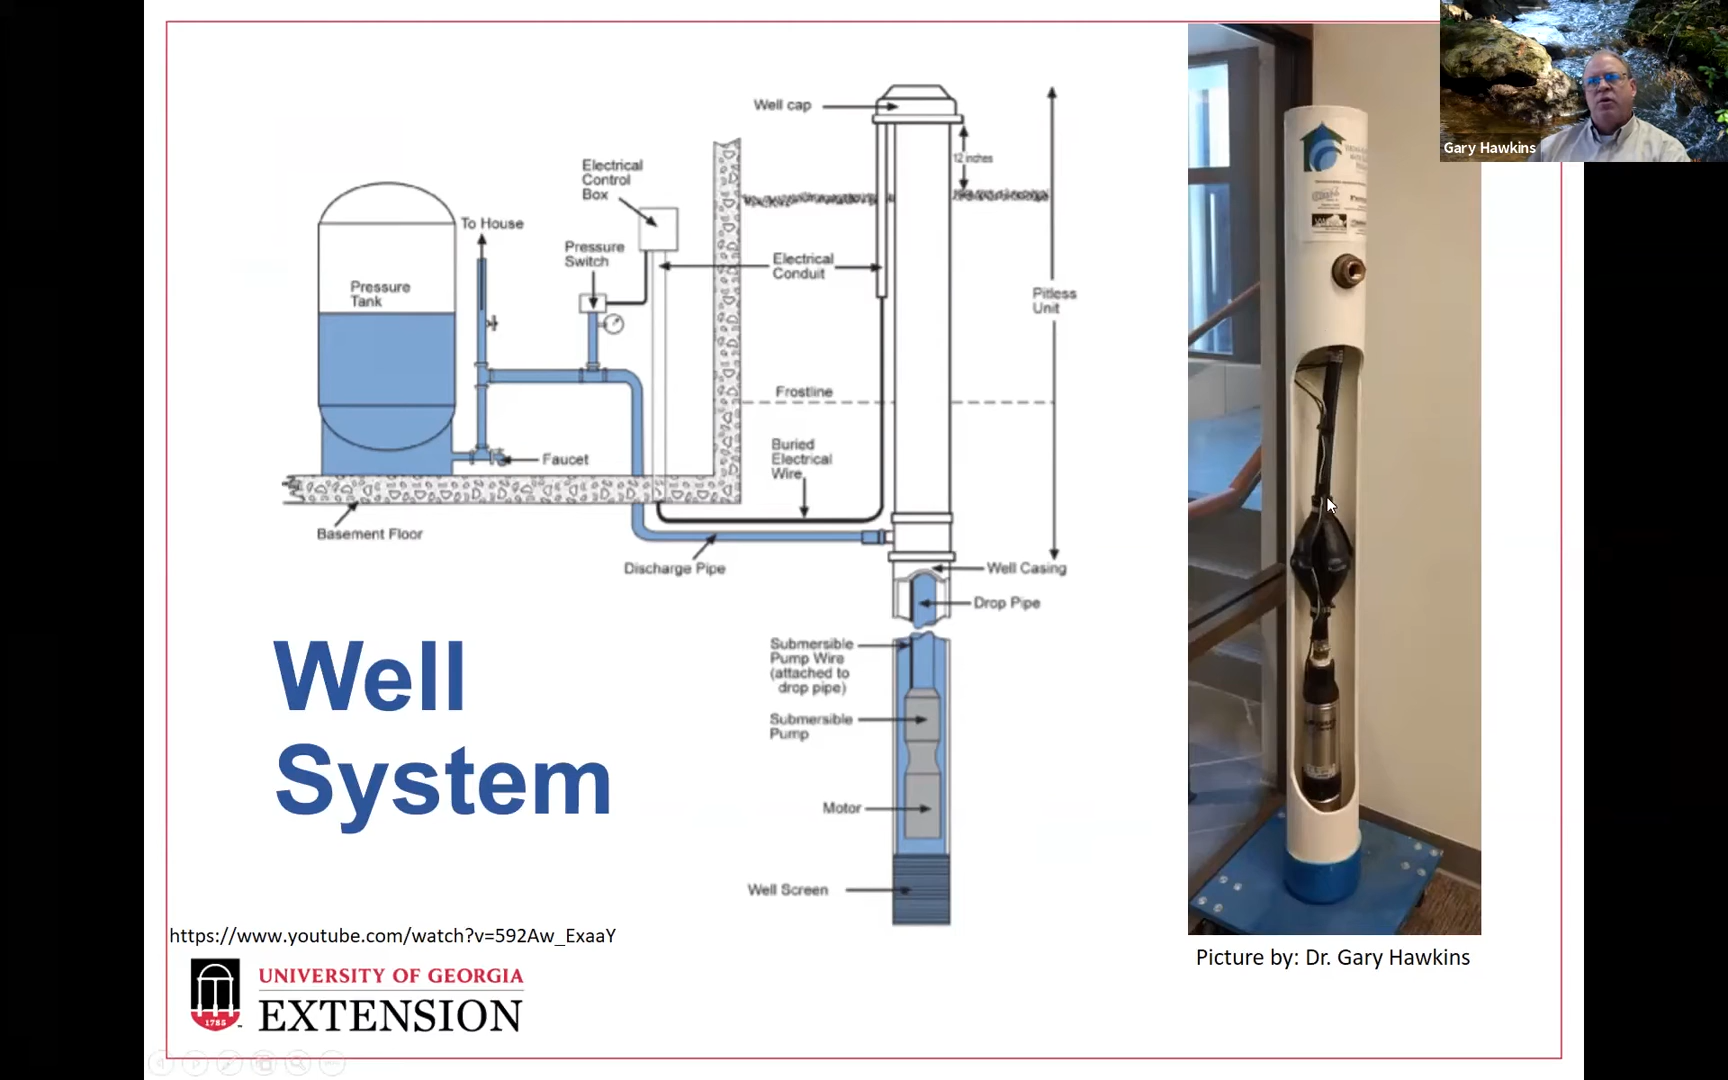 Well cap
12 inches
Electrical
Control
Box
To House
Pressure
Switch
Electrical
Conduit
Pressure
Tank
Pitless
Unit
Frostline
Buried
Electrical
Wire
Faucet
Basement Floor
Discharge Pipe
Well Casing
Drop Pipe
Submersible
Pump Wire
(attached to
drop pipe)
Submersible
Pump
Motor
Well Screen
Well
System
https://www.youtube.com/watch?v=592Aw_ExaaY
1785
UNIVERSITY OF GEORGIA
EXTENSION
Gary Hawkins
Picture by: Dr. Gary Hawkins